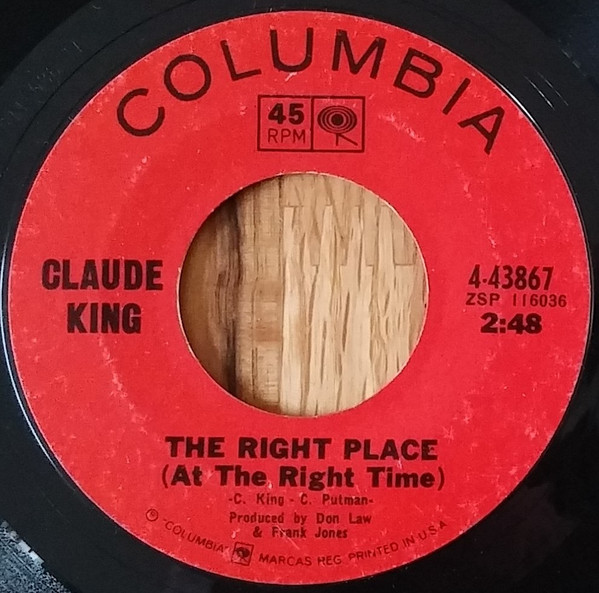 COLUMBIA
45
RPM
CLAUDE
KING
4-43867
ZSP 116036
2:48
THE RIGHT PLACE
(At The Right Time)
-C. King - C. Putman-
Produced by Don Law
& Frank Jones
℗ "COLUMBIA" MARCAS REG. PRINTED IN U.S.A.